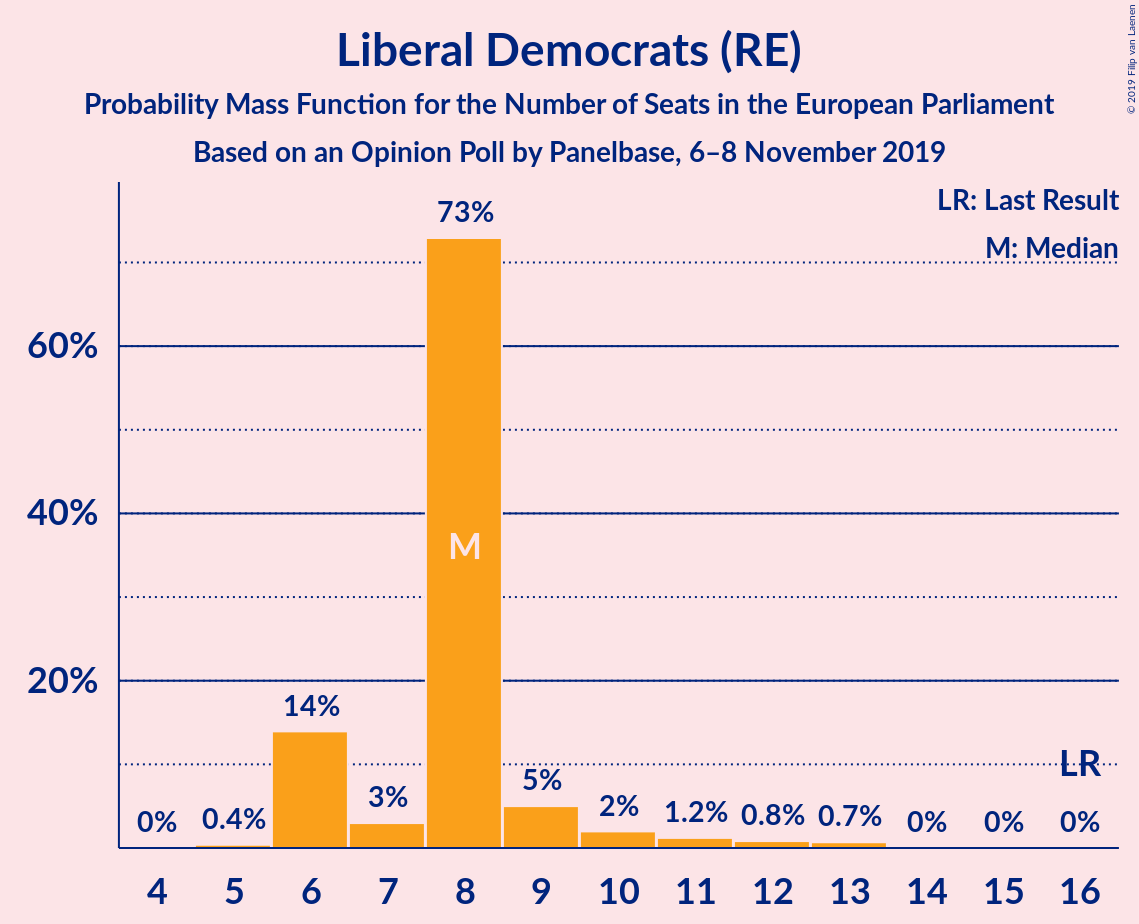 Liberal Democrats (RE)
Probability Mass Function for the Number of Seats in the European Parliament
Based on an Opinion Poll by Panelbase, 6–8 November 2019
© 2019 Filip van Laenen
LR: Last Result
M: Median
60%
40%
20%
0%
0.4%
14%
3%
73%
M
5%
2%
1.2%
0.8%
0.7%
0%
0%
0%
LR
4 5 6 7 8 9 10 11 12 13 14 15 16